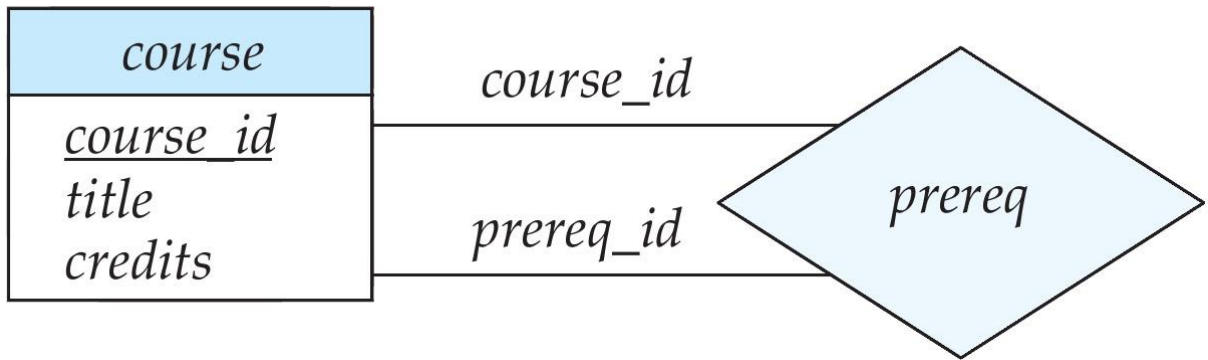 course
course_id
title
credits
course_id
prereq_id
prereq